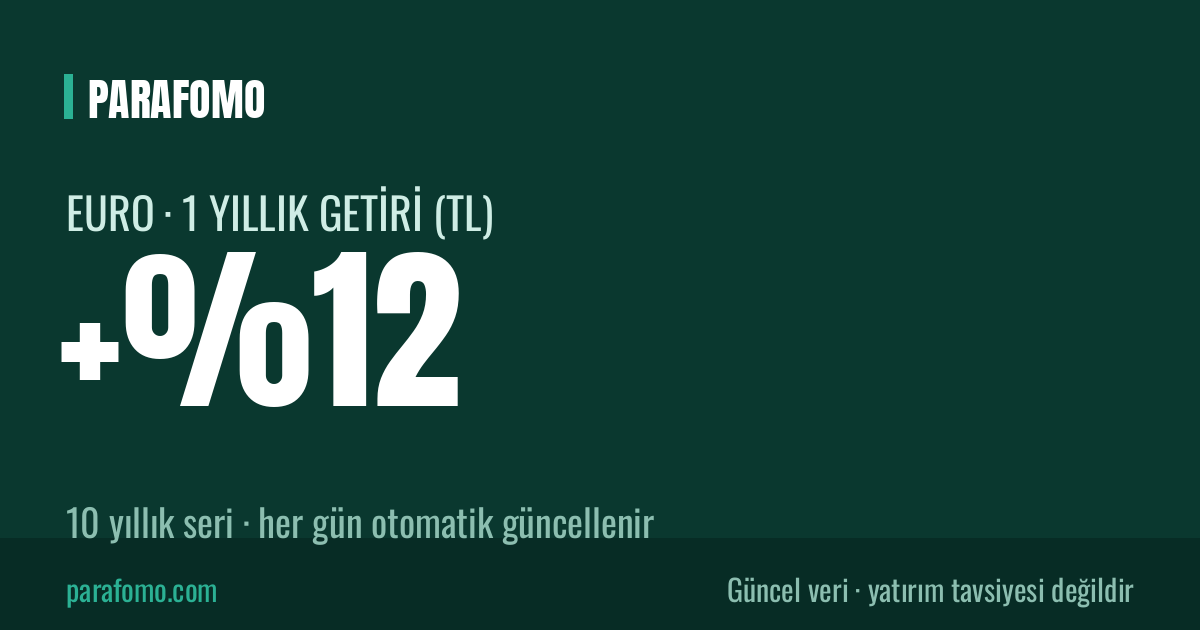 PARAFOMO
EURO · 1 YILLIK GETİRİ (TL)
+%12
10 yıllık seri · her gün otomatik güncellenir
parafomo.com
Güncel veri · yatırım tavsiyesi değildir